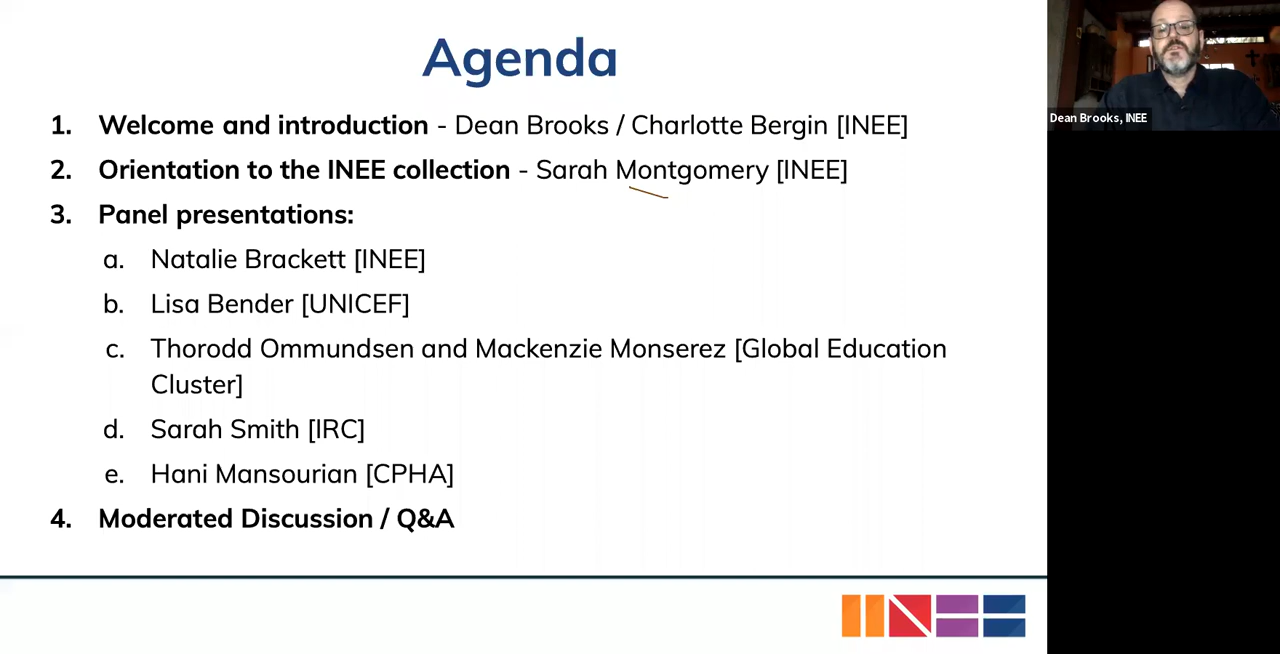 Agenda
1. Welcome and introduction - Dean Brooks / Charlotte Bergin [INEE]
2. Orientation to the INEE collection - Sarah Montgomery [INEE]
3. Panel presentations:
a. Natalie Brackett [INEE]
b. Lisa Bender [UNICEF]
c. Thorodd Ommundsen and Mackenzie Monserez [Global Education
Cluster]
d. Sarah Smith [IRC]
e. Hani Mansourian [CPHA]
4. Moderated Discussion / Q&A
INEE
Dean Brooks, INEE